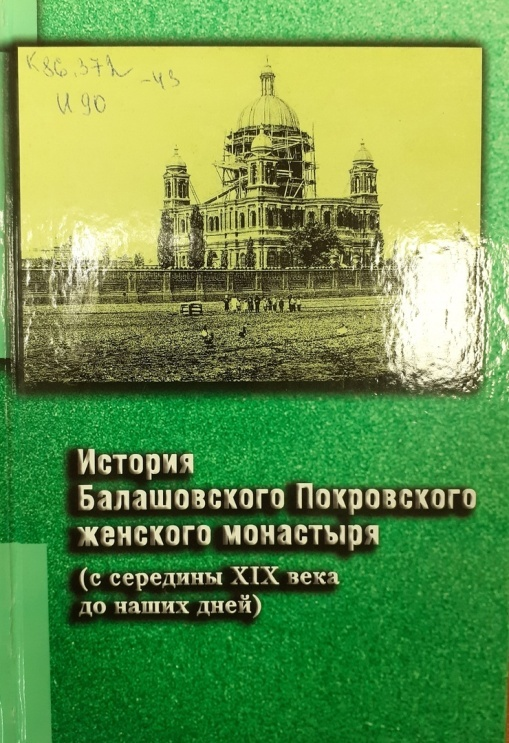 К86.372
-43
И90
История
Балашовского Покровского
женского монастыря
(с середины XIX века
до наших дней)